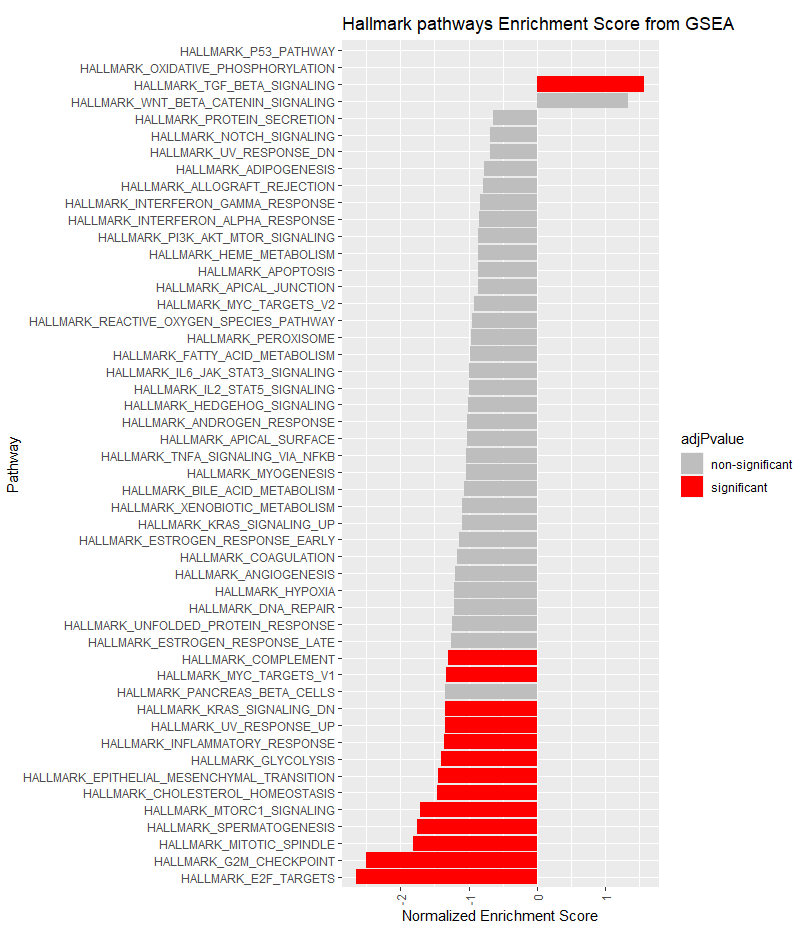 Hallmark pathways Enrichment Score from GSEA
HALLMARK_P53_PATHWAY
HALLMARK_OXIDATIVE_PHOSPHORYLATION
HALLMARK_TGF_BETA_SIGNALING
HALLMARK_WNT_BETA_CATENIN_SIGNALING
HALLMARK_PROTEIN_SECRETION
HALLMARK_NOTCH_SIGNALING
HALLMARK_UV_RESPONSE_DN
HALLMARK_ADIPOGENESIS
HALLMARK_ALLOGRAFT_REJECTION
HALLMARK_INTERFERON_GAMMA_RESPONSE
HALLMARK_INTERFERON_ALPHA_RESPONSE
HALLMARK_PI3K_AKT_MTOR_SIGNALING
HALLMARK_HEME_METABOLISM
HALLMARK_APOPTOSIS
HALLMARK_APICAL_JUNCTION
HALLMARK_MYC_TARGETS_V2
HALLMARK_REACTIVE_OXYGEN_SPECIES_PATHWAY
HALLMARK_PEROXISOME
HALLMARK_FATTY_ACID_METABOLISM
HALLMARK_IL6_JAK_STAT3_SIGNALING
HALLMARK_IL2_STAT5_SIGNALING
HALLMARK_HEDGEHOG_SIGNALING
HALLMARK_ANDROGEN_RESPONSE
HALLMARK_APICAL_SURFACE
HALLMARK_TNFA_SIGNALING_VIA_NFKB
HALLMARK_MYOGENESIS
HALLMARK_BILE_ACID_METABOLISM
HALLMARK_XENOBIOTIC_METABOLISM
HALLMARK_KRAS_SIGNALING_UP
HALLMARK_ESTROGEN_RESPONSE_EARLY
HALLMARK_COAGULATION
HALLMARK_ANGIOGENESIS
HALLMARK_HYPOXIA
HALLMARK_DNA_REPAIR
HALLMARK_UNFOLDED_PROTEIN_RESPONSE
HALLMARK_ESTROGEN_RESPONSE_LATE
HALLMARK_COMPLEMENT
HALLMARK_MYC_TARGETS_V1
HALLMARK_PANCREAS_BETA_CELLS
HALLMARK_KRAS_SIGNALING_DN
HALLMARK_UV_RESPONSE_UP
HALLMARK_INFLAMMATORY_RESPONSE
HALLMARK_GLYCOLYSIS
HALLMARK_EPITHELIAL_MESENCHYMAL_TRANSITION
HALLMARK_CHOLESTEROL_HOMEOSTASIS
HALLMARK_MTORC1_SIGNALING
HALLMARK_SPERMATOGENESIS
HALLMARK_MITOTIC_SPINDLE
HALLMARK_G2M_CHECKPOINT
HALLMARK_E2F_TARGETS
Pathway
-2 -1 0 1
Normalized Enrichment Score
adjPvalue
non-significant
significant